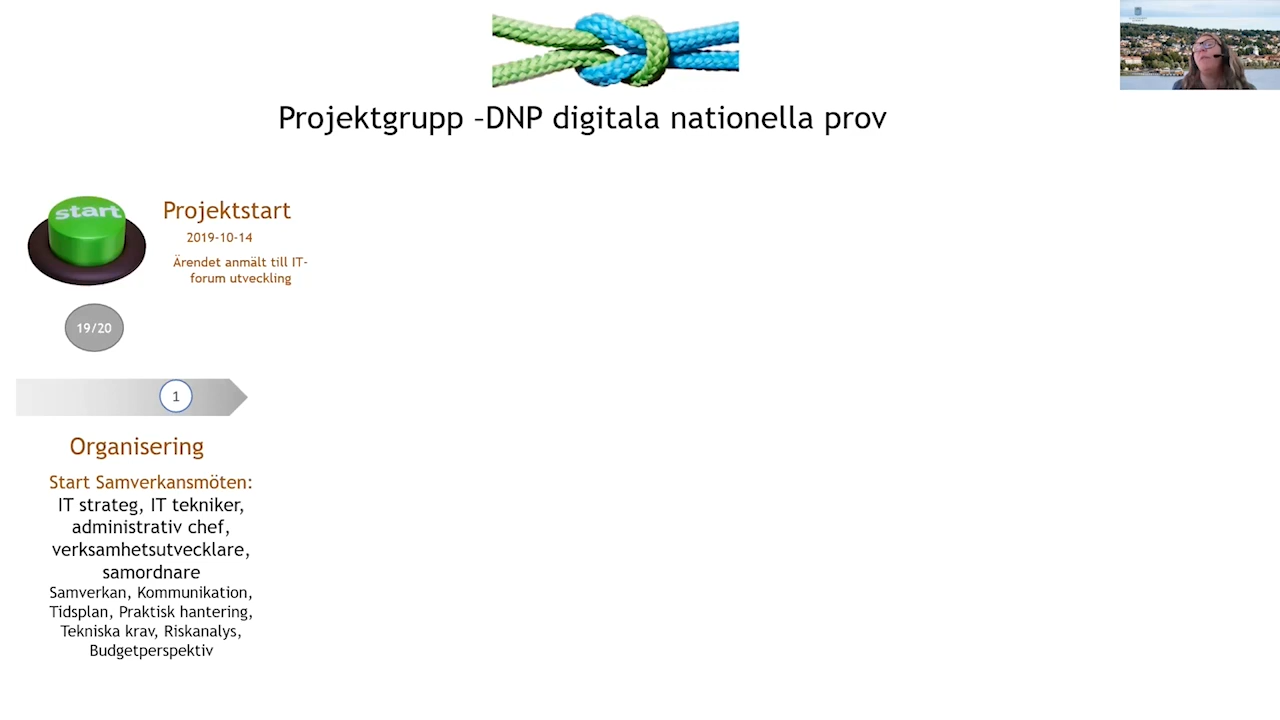 Projektgrupp –DNP digitala nationella prov
start
Projektstart
2019-10-14
Ärendet anmält till IT-
forum utveckling
19/20
1
Organisering
Start Samverkansmöten:
IT strateg, IT tekniker,
administrativ chef,
verksamhetsutvecklare,
samordnare
Samverkan, Kommunikation,
Tidsplan, Praktisk hantering,
Tekniska krav, Riskanalys,
Budgetperspektiv